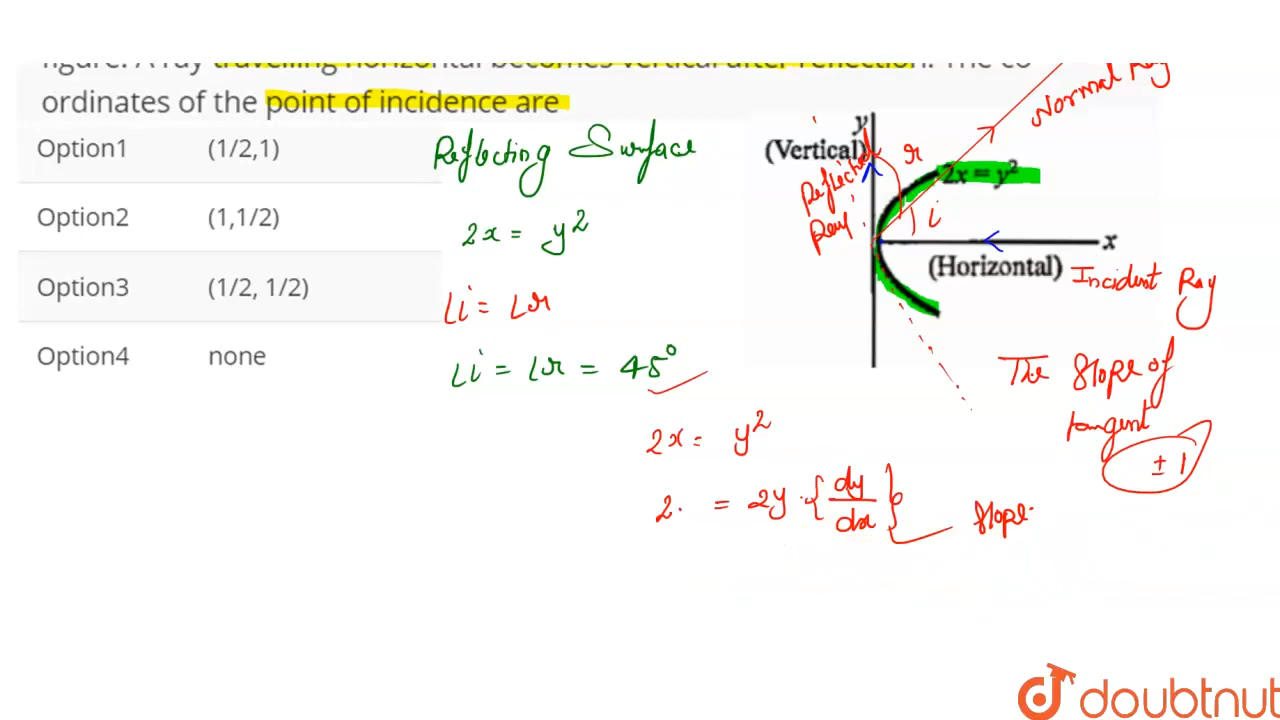 figure. A ray travelling horizontal becomes vertical after reflection. The co
ordinates of the point of incidence are
Option1 (1/2,1)
Option2 (1,1/2)
Option3 (1/2, 1/2)
Option4 none
Reflecting Surface
2x = y²
∠i = ∠r
∠i = ∠r = 45°
2x = y²
2. = 2y.{dy/dx}
Slope.
y
(Vertical)
Reflected
Ray
r
i
2x = y²
Normal Ray
x
(Horizontal)
Incident Ray
The Slope of
tangent
± 1
doubtnut